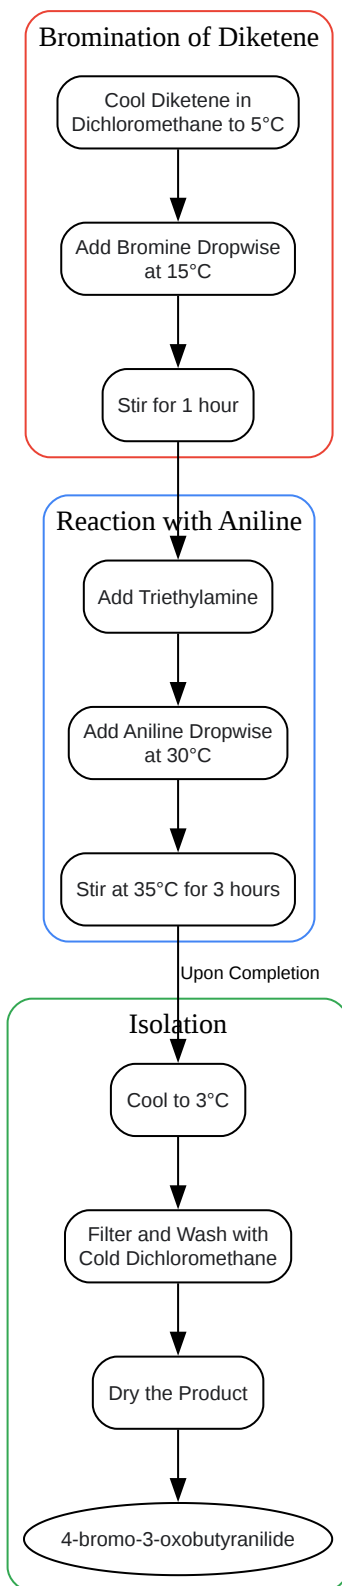 Bromination of Diketene
Cool Diketene in
Dichloromethane to 5°C
Add Bromine Dropwise
at 15°C
Stir for 1 hour
Reaction with Aniline
Add Triethylamine
Add Aniline Dropwise
at 30°C
Stir at 35°C for 3 hours
Upon Completion
Isolation
Cool to 3°C
Filter and Wash with
Cold Dichloromethane
Dry the Product
4-bromo-3-oxobutyranilide